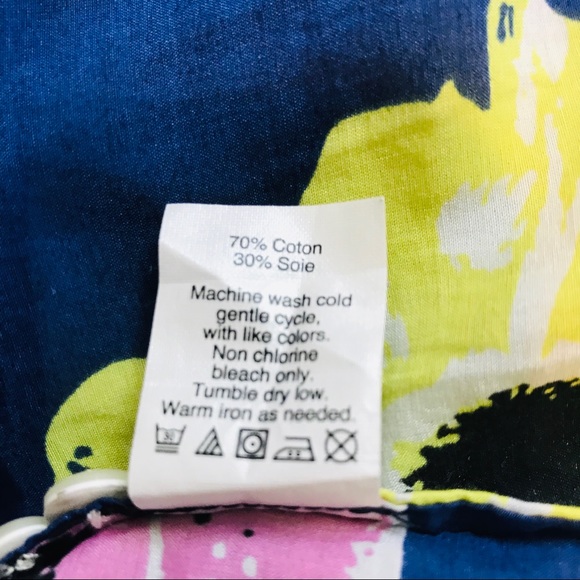 70% Coton
30% Soie
Machine wash cold
gentle cycle,
with like colors.
Non chlorine
bleach only.
Tumble dry low.
Warm iron as needed.
30